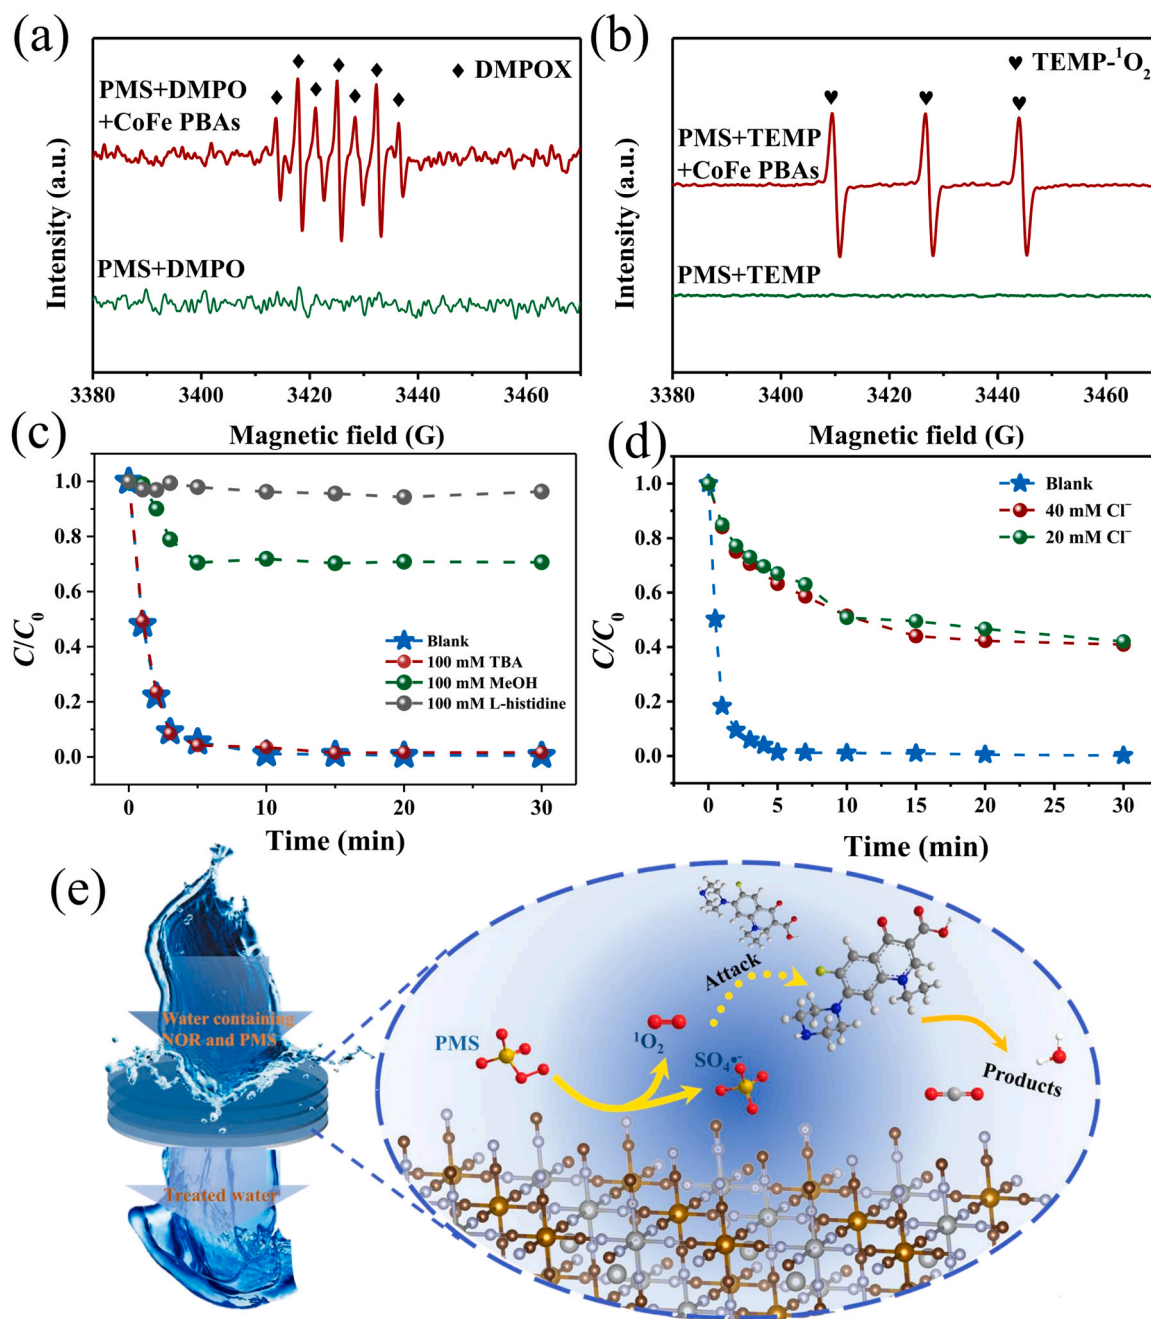 (a)
♦ DMPOX
PMS+DMPO
+CoFe PBAs
PMS+DMPO
Intensity (a.u.)
3380 3400 3420 3440 3460
Magnetic field (G)
(b)
♥ TEMP-¹O₂
PMS+TEMP
+CoFe PBAs
PMS+TEMP
Intensity (a.u.)
3380 3400 3420 3440 3460
Magnetic field (G)
(c)
C/C₀
1.0
0.8
0.6
0.4
0.2
0.0
Blank
100 mM TBA
100 mM MeOH
100 mM L-histidine
0 10 20 30
Time (min)
(d)
C/C₀
1.0
0.8
0.6
0.4
0.2
0.0
Blank
40 mM Cl⁻
20 mM Cl⁻
0 5 10 15 20 25 30
Time (min)
(e)
Water containing
NOR and PMS
Treated water
PMS
¹O₂
SO₄•⁻
Attack
Products